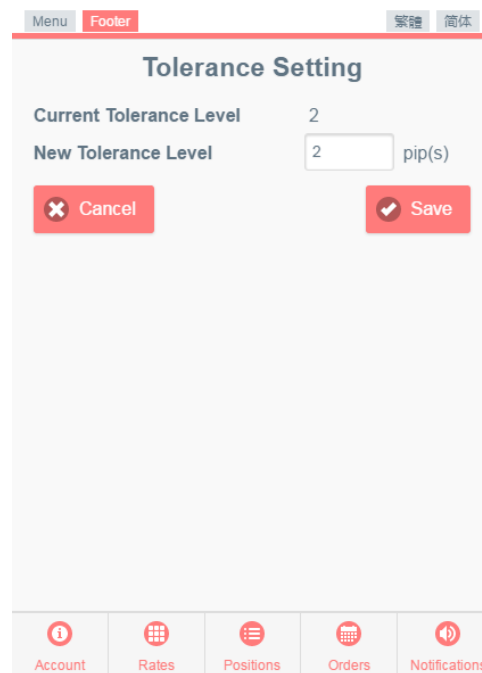 Menu Footer 繁體 简体
Tolerance Setting
Current Tolerance Level 2
New Tolerance Level 2 pip(s)
Cancel Save
Account Rates Positions Orders Notifications